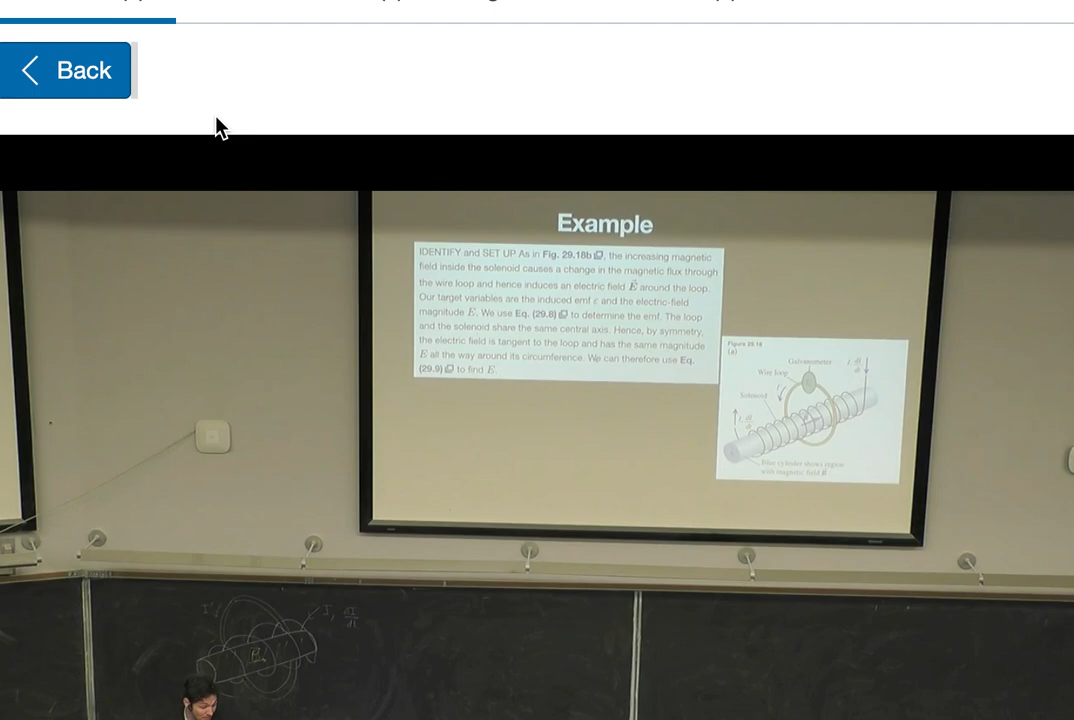 Back
Example
IDENTIFY and SET UP As in Fig. 29.18b, the increasing magnetic
field inside the solenoid causes a change in the magnetic flux through
the wire loop and hence induces an electric field E⃗ around the loop.
Our target variables are the induced emf ε and the electric-field
magnitude E. We use Eq. (29.8) to determine the emf. The loop
and the solenoid share the same central axis. Hence, by symmetry,
the electric field is tangent to the loop and has the same magnitude
E all the way around its circumference. We can therefore use Eq.
(29.9) to find E.
Figure 29.18
(a)
Galvanometer
I, dI/dt
Wire loop
I'
Solenoid
I, dI/dt
Blue cylinder shows region
with magnetic field B⃗.
I'
I,